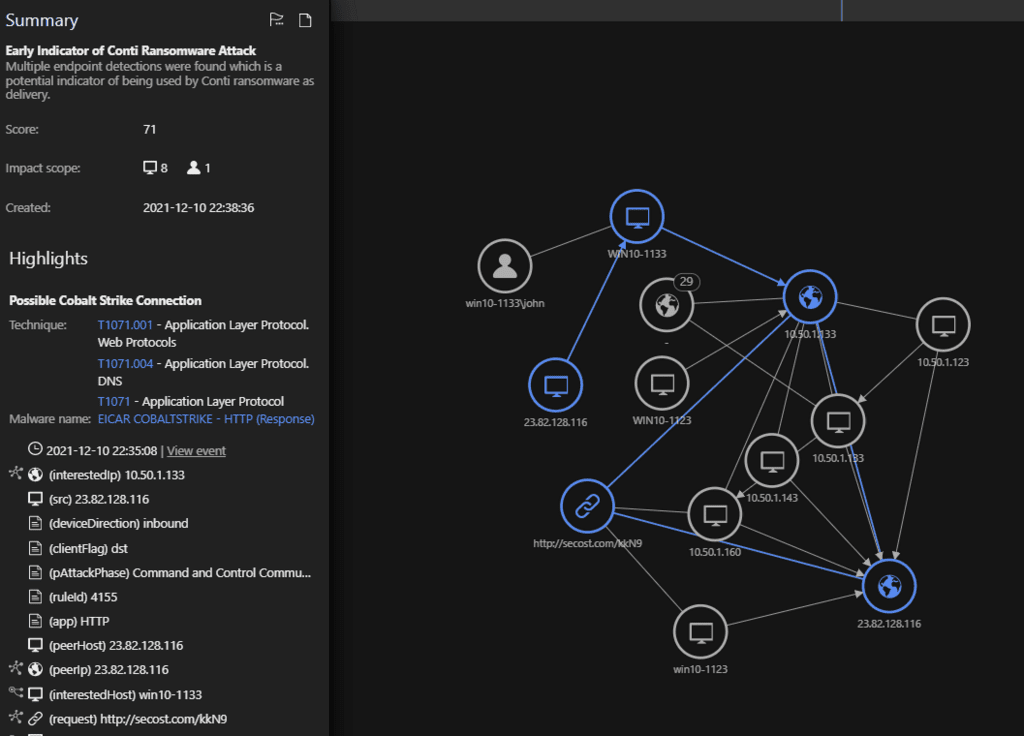 Summary
Early Indicator of Conti Ransomware Attack
Multiple endpoint detections were found which is a
potential indicator of being used by Conti ransomware as
delivery.
Score: 71
Impact scope: 8 1
Created: 2021-12-10 22:38:36
Highlights
Possible Cobalt Strike Connection
Technique: T1071.001 - Application Layer Protocol.
Web Protocols
T1071.004 - Application Layer Protocol.
DNS
T1071 - Application Layer Protocol
Malware name: EICAR COBALTSTRIKE - HTTP (Response)
2021-12-10 22:35:08 | View event
(interestedIp) 10.50.1.133
(src) 23.82.128.116
(deviceDirection) inbound
(clientFlag) dst
(pAttackPhase) Command and Control Commu...
(ruleId) 4155
(app) HTTP
(peerHost) 23.82.128.116
(peerIp) 23.82.128.116
(interestedHost) win10-1133
(request) http://secost.com/kkN9
WIN10-1133
win10-1133\john
29
-
10.50.1.133
10.50.1.123
23.82.128.116
WIN10-1123
10.50.1.133
10.50.1.143
http://secost.com/kkN9
10.50.1.160
23.82.128.116
win10-1123